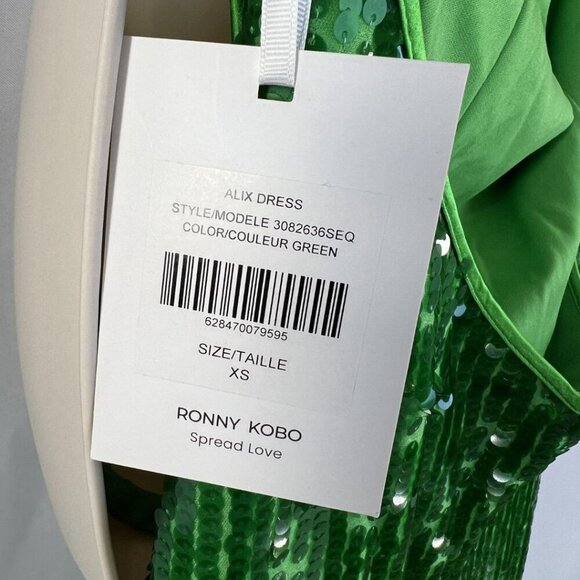 ALIX DRESS
STYLE/MODELE 3082636SEQ
COLOR/COULEUR GREEN
628470079595
SIZE/TAILLE
XS
RONNY KOBO
Spread Love